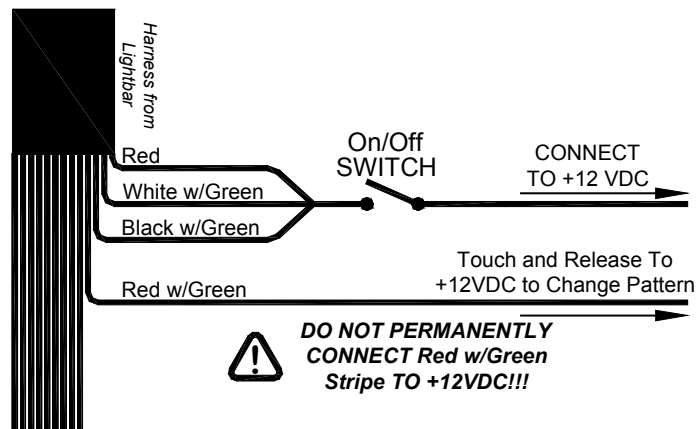 Harness from
Lightbar
Red
White w/Green
Black w/Green
Red w/Green
On/Off
SWITCH
CONNECT
TO +12 VDC
Touch and Release To
+12VDC to Change Pattern
!
DO NOT PERMANENTLY
CONNECT Red w/Green
Stripe TO +12VDC!!!